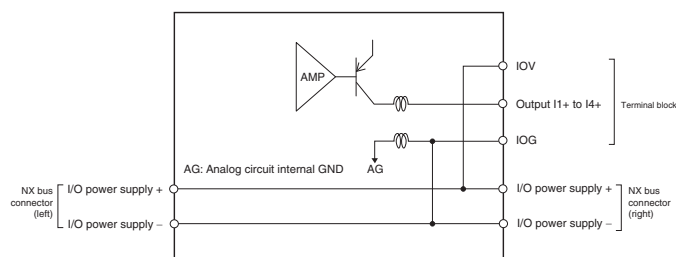 AMP
IOV
Output I1+ to I4+
Terminal block
IOG
AG: Analog circuit internal GND
AG
NX bus
connector
(left)
I/O power supply +
I/O power supply –
I/O power supply +
I/O power supply –
NX bus
connector
(right)